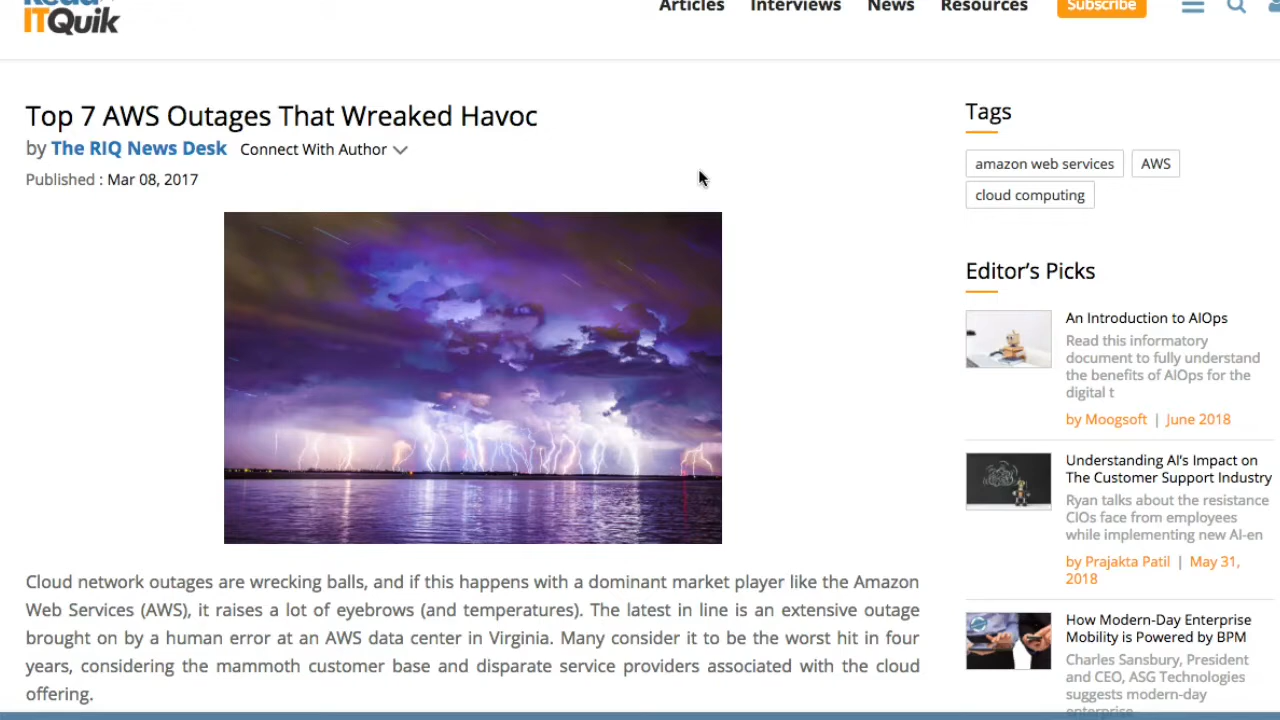 Read
ITQuik
Articles Interviews News Resources Subscribe
Top 7 AWS Outages That Wreaked Havoc
by The RIQ News Desk Connect With Author
Published : Mar 08, 2017
Cloud network outages are wrecking balls, and if this happens with a dominant market player like the Amazon
Web Services (AWS), it raises a lot of eyebrows (and temperatures). The latest in line is an extensive outage
brought on by a human error at an AWS data center in Virginia. Many consider it to be the worst hit in four
years, considering the mammoth customer base and disparate service providers associated with the cloud
offering.
Tags
amazon web services AWS
cloud computing
Editor's Picks
An Introduction to AIOps
Read this informatory
document to fully understand
the benefits of AIOps for the
digital t
by Moogsoft | June 2018
Understanding AI's Impact on
The Customer Support Industry
Ryan talks about the resistance
CIOs face from employees
while implementing new AI-en
by Prajakta Patil | May 31,
2018
How Modern-Day Enterprise
Mobility is Powered by BPM
Charles Sansbury, President
and CEO, ASG Technologies
suggests modern-day
enterprise